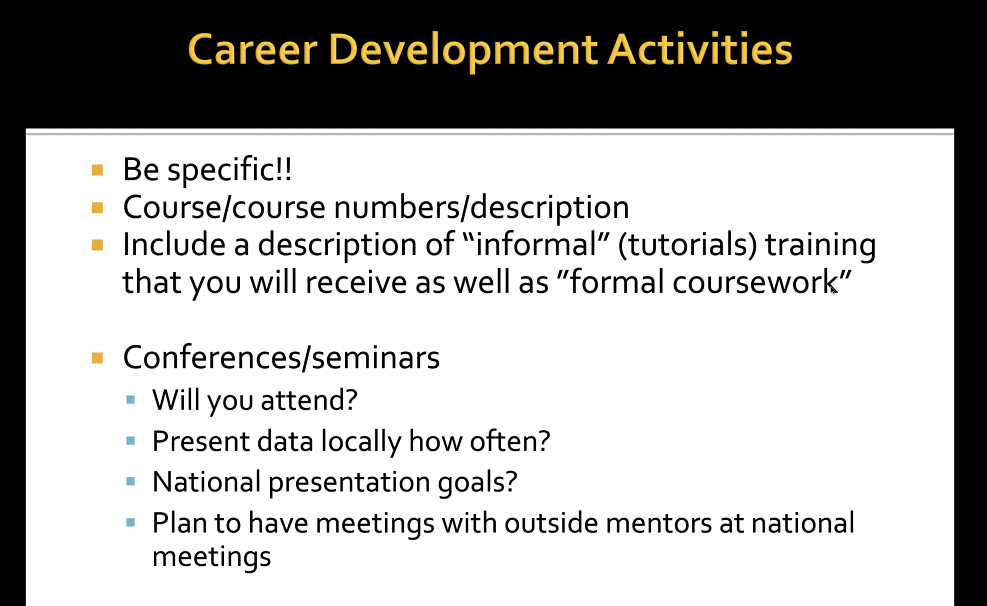 Career Development Activities
Be specific!!
Course/course numbers/description
Include a description of “informal” (tutorials) training
that you will receive as well as ”formal coursework”
Conferences/seminars
Will you attend?
Present data locally how often?
National presentation goals?
Plan to have meetings with outside mentors at national
meetings